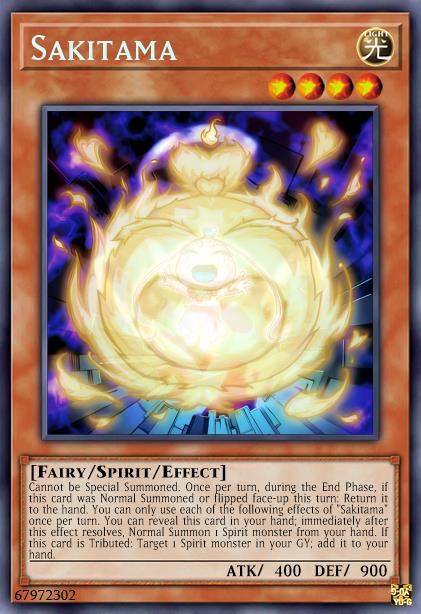 SAKITAMA
LIGHT
光
[FAIRY/SPIRIT/EFFECT]
Cannot be Special Summoned. Once per turn, during the End Phase, if
this card was Normal Summoned or flipped face-up this turn: Return it
to the hand. You can only use each of the following effects of "Sakitama"
once per turn. You can reveal this card in your hand; immediately after
this effect resolves, Normal Summon 1 Spirit monster from your hand. If
this card is Tributed: Target 1 Spirit monster in your GY; add it to your
hand.
ATK/ 400 DEF/ 900
67972302